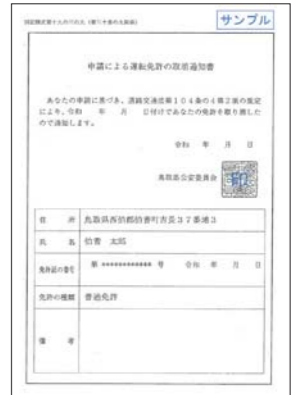 サンプル
申請による運転免許の取消通知書
あなたの申請に基づき、道路交通法第104条の4第2項の規定
により、令和 年 月 日付けであなたの免許を取り消した
ので通知します。
令和 年 月 日
鳥取県公安委員会 印
住 所 鳥取県西伯郡伯耆町吉長37番地3
氏 名 伯耆 太郎
免許証の番号 第 ************ 号 令和 年 月 日
免許の種類 普通免許
備 考